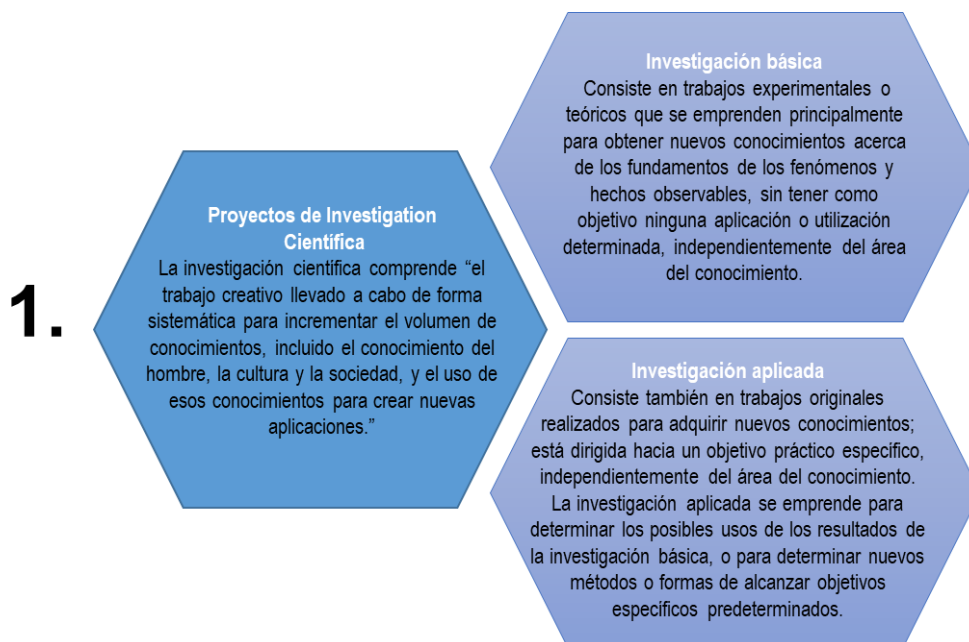 1.
Proyectos de Investigation
Científica
La investigación científica comprende “el
trabajo creativo llevado a cabo de forma
sistemática para incrementar el volumen de
conocimientos, incluido el conocimiento del
hombre, la cultura y la sociedad, y el uso de
esos conocimientos para crear nuevas
aplicaciones.”
Investigación básica
Consiste en trabajos experimentales o
teóricos que se emprenden principalmente
para obtener nuevos conocimientos acerca
de los fundamentos de los fenómenos y
hechos observables, sin tener como
objetivo ninguna aplicación o utilización
determinada, independientemente del área
del conocimiento.
Investigación aplicada
Consiste también en trabajos originales
realizados para adquirir nuevos conocimientos;
está dirigida hacia un objetivo práctico específico,
independientemente del área del conocimiento.
La investigación aplicada se emprende para
determinar los posibles usos de los resultados de
la investigación básica, o para determinar nuevos
métodos o formas de alcanzar objetivos
específicos predeterminados.